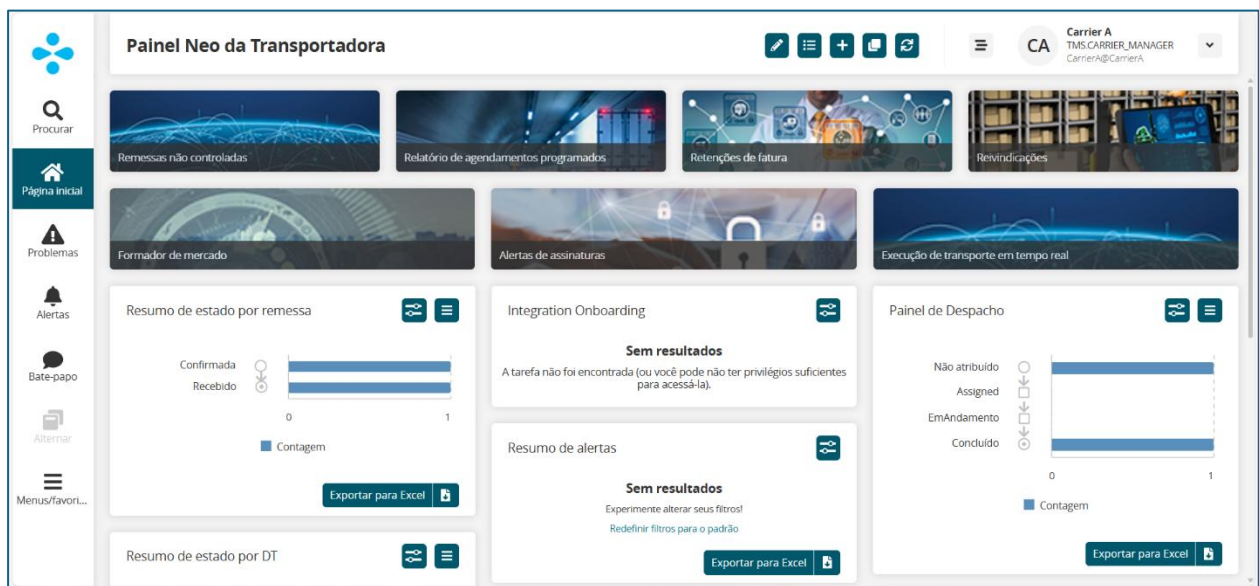 Painel Neo da Transportadora
CA
Carrier A
TMS.CARRIER_MANAGER
CarrierA@CarrierA
Procurar
Página inicial
Problemas
Alertas
Bate-papo
Alternar
Menus/favori...
Remessas não controladas
Relatório de agendamentos programados
Retenções de fatura
Reivindicações
Formador de mercado
Alertas de assinaturas
Execução de transporte em tempo real
Resumo de estado por remessa
Confirmada
Recebido
0 1
Contagem
Exportar para Excel
Resumo de estado por DT
Integration Onboarding
Sem resultados
A tarefa não foi encontrada (ou você pode não ter privilégios suficientes
para acessá-la).
Resumo de alertas
Sem resultados
Experimente alterar seus filtros!
Redefinir filtros para o padrão
Exportar para Excel
Painel de Despacho
Não atribuído
Assigned
EmAndamento
Concluído
0 1
Contagem
Exportar para Excel